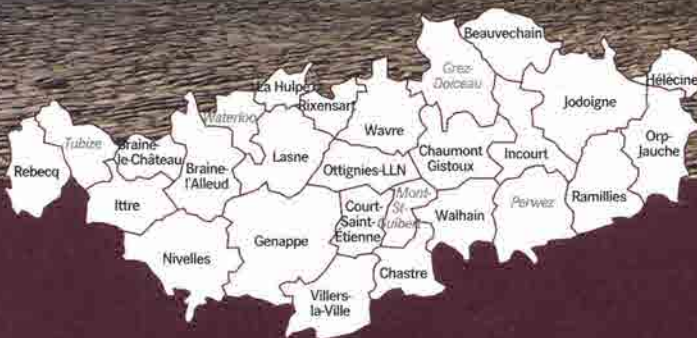 Beauvechain
Grez-
Doiceau
La Hulpe
Rixensart
Hélécine
Jodoigne
Waterloo
Wavre
Tubize
Braine-
le-Château
Rebecq
Braine-
l'Alleud
Lasne
Ottignies-LLN
Chaumont
Gistoux
Incourt
Orp-
Jauche
Ittre
Court-
Saint-
Étienne
Mont-
St-
Guibert
Walhain
Perwez
Ramillies
Nivelles
Genappe
Chastre
Villers-
la-Ville